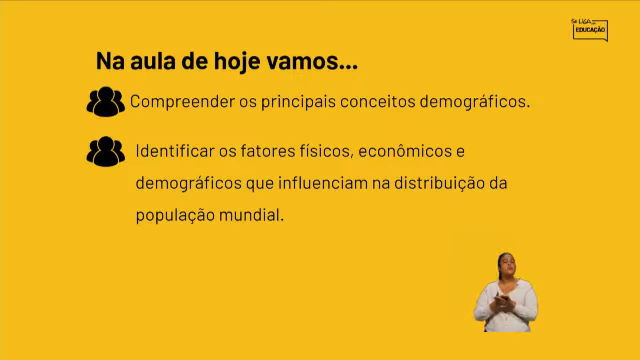 Se LIGA na
EDUCAÇÃO
Na aula de hoje vamos...
Compreender os principais conceitos demográficos.
Identificar os fatores físicos, econômicos e
demográficos que influenciam na distribuição da
população mundial.